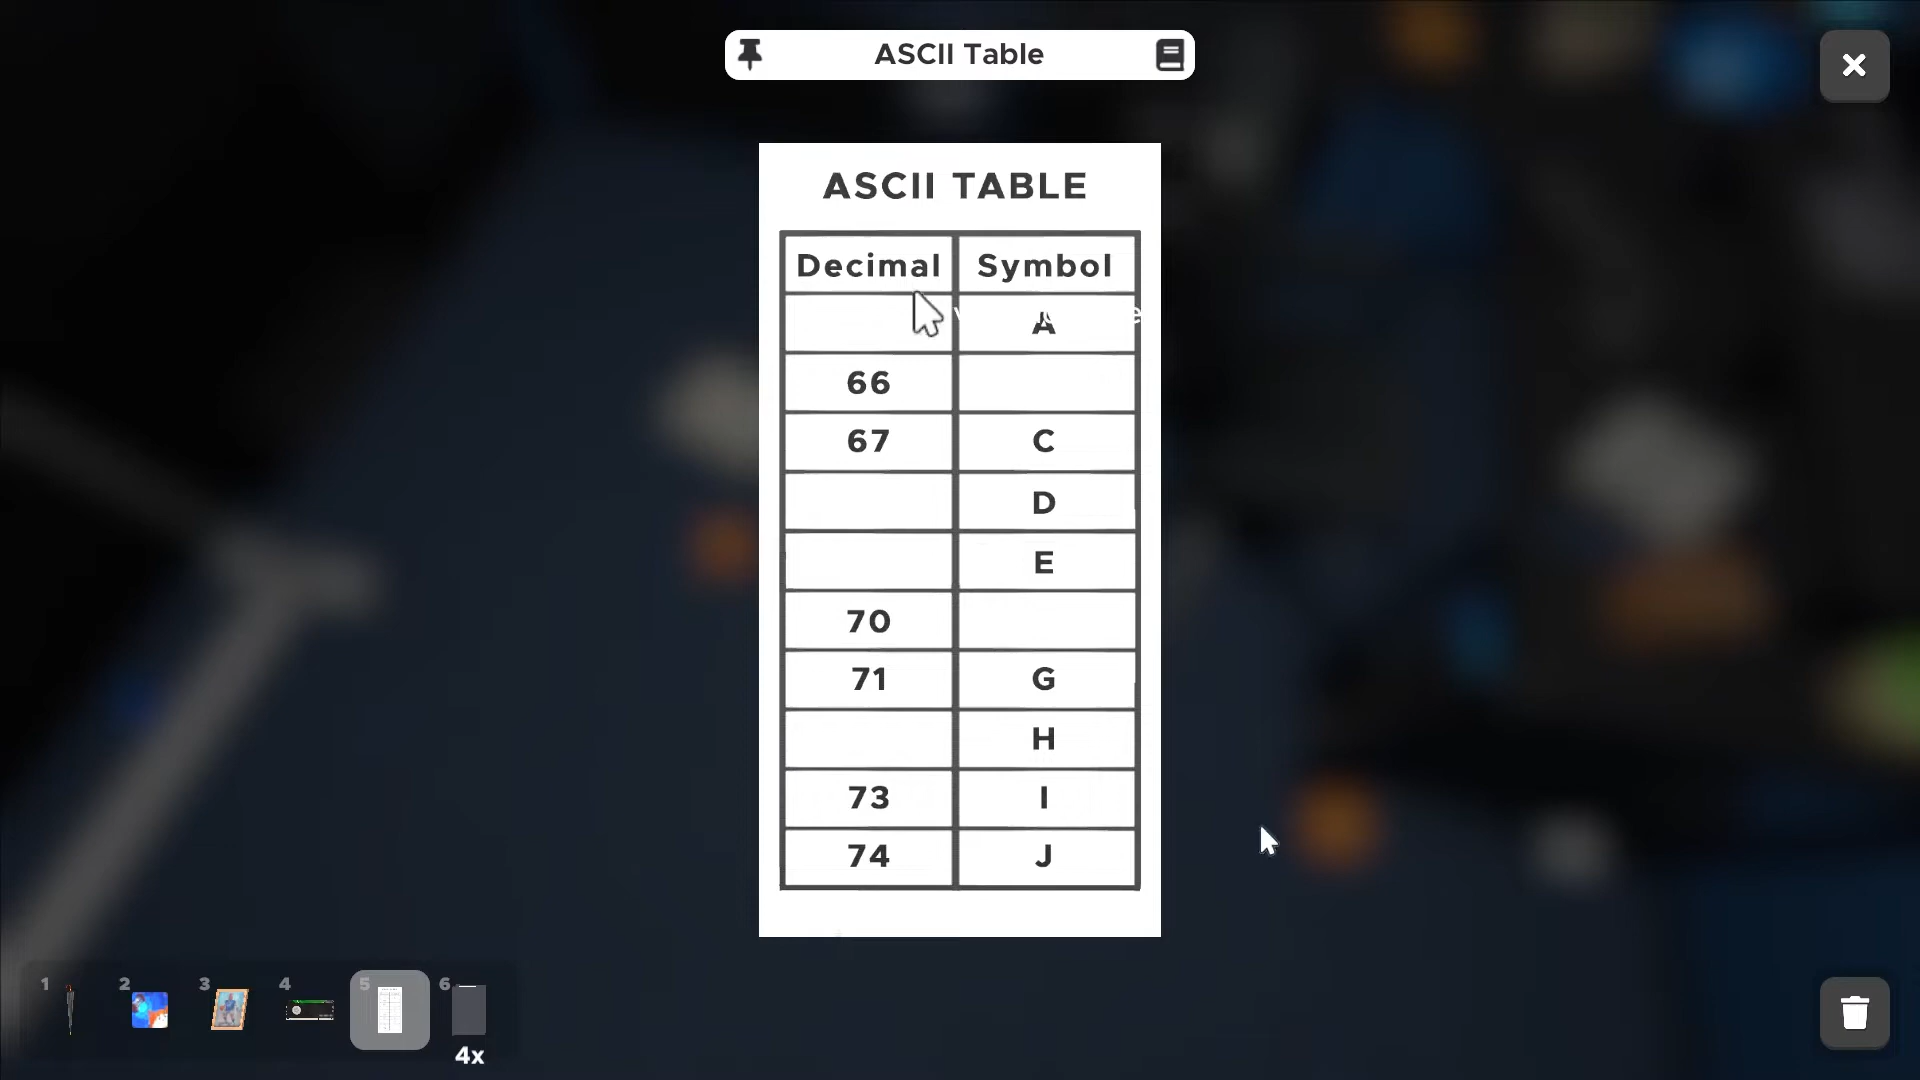 ASCII Table
ASCII TABLE
Decimal Symbol
A
66
67 C
D
E
70
71 G
H
73 I
74 J
1 2 3 4 5 6
4x